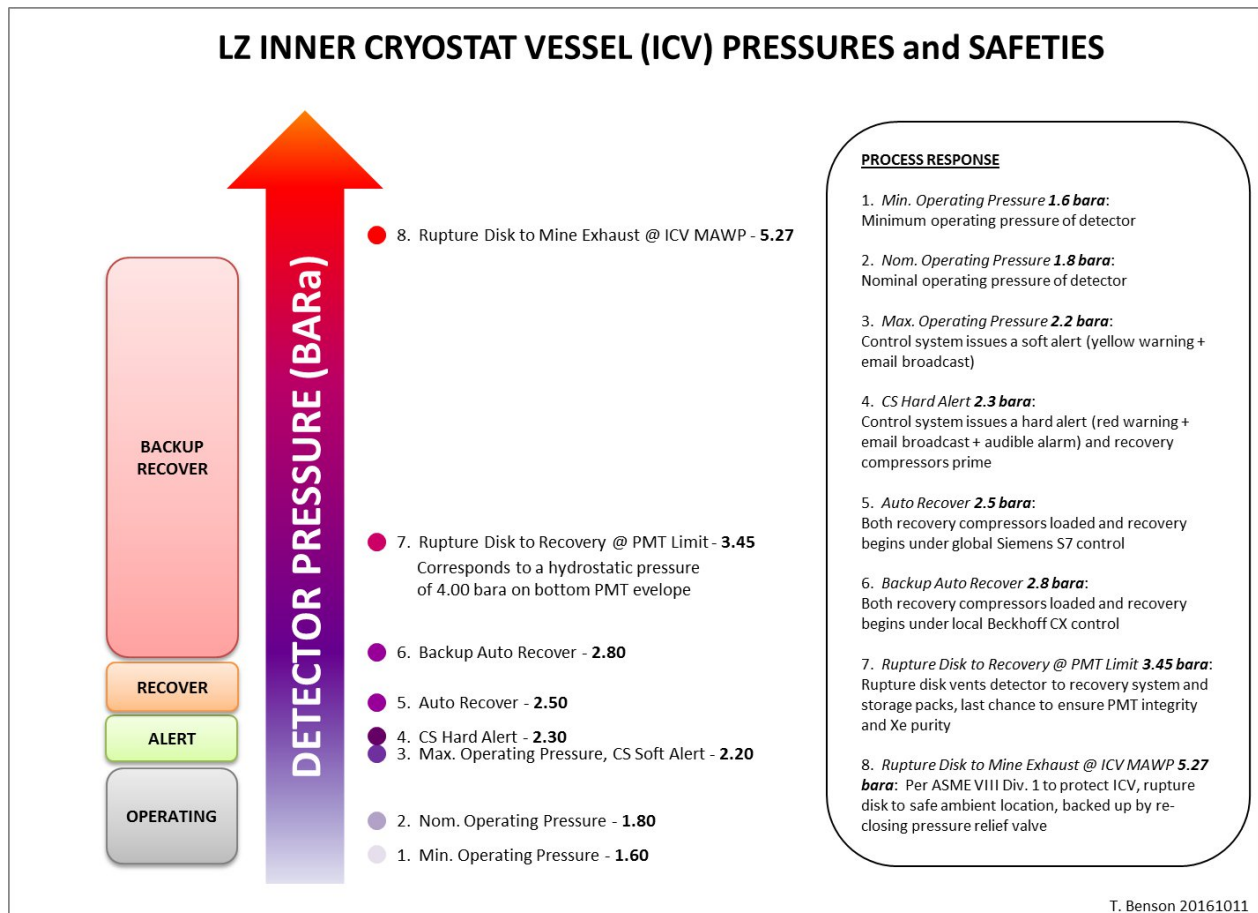 LZ INNER CRYOSTAT VESSEL (ICV) PRESSURES and SAFETIES
BACKUP
RECOVER
RECOVER
ALERT
OPERATING
DETECTOR PRESSURE (BARa)
8. Rupture Disk to Mine Exhaust @ ICV MAWP - 5.27
7. Rupture Disk to Recovery @ PMT Limit - 3.45
Corresponds to a hydrostatic pressure
of 4.00 bara on bottom PMT evelope
6. Backup Auto Recover - 2.80
5. Auto Recover - 2.50
4. CS Hard Alert - 2.30
3. Max. Operating Pressure, CS Soft Alert - 2.20
2. Nom. Operating Pressure - 1.80
1. Min. Operating Pressure - 1.60
PROCESS RESPONSE
1. Min. Operating Pressure 1.6 bara:
Minimum operating pressure of detector
2. Nom. Operating Pressure 1.8 bara:
Nominal operating pressure of detector
3. Max. Operating Pressure 2.2 bara:
Control system issues a soft alert (yellow warning +
email broadcast)
4. CS Hard Alert 2.3 bara:
Control system issues a hard alert (red warning +
email broadcast + audible alarm) and recovery
compressors prime
5. Auto Recover 2.5 bara:
Both recovery compressors loaded and recovery
begins under global Siemens S7 control
6. Backup Auto Recover 2.8 bara:
Both recovery compressors loaded and recovery
begins under local Beckhoff CX control
7. Rupture Disk to Recovery @ PMT Limit 3.45 bara:
Rupture disk vents detector to recovery system and
storage packs, last chance to ensure PMT integrity
and Xe purity
8. Rupture Disk to Mine Exhaust @ ICV MAWP 5.27
bara: Per ASME VIII Div. 1 to protect ICV, rupture
disk to safe ambient location, backed up by re-
closing pressure relief valve
T. Benson 20161011